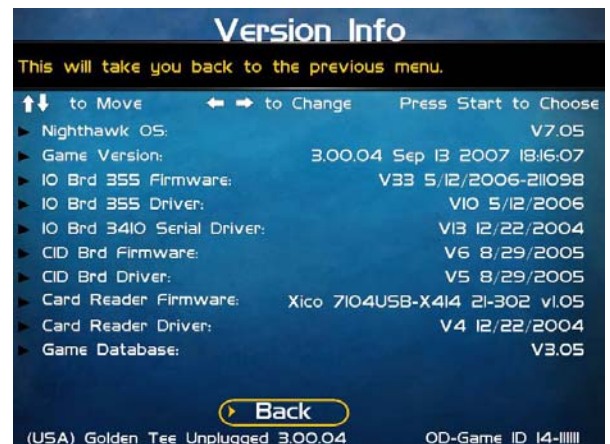 Version Info
This will take you back to the previous menu.
to Move to Change Press Start to Choose
Nighthawk OS: V7.05
Game Version: 3.00.04 Sep 13 2007 18:16:07
IO Brd 355 Firmware: V33 5/12/2006-211098
IO Brd 355 Driver: V10 5/12/2006
IO Brd 3410 Serial Driver: V13 12/22/2004
CID Brd Firmware: V6 8/29/2005
CID Brd Driver: V5 8/29/2005
Card Reader Firmware: Xico 7104USB-X414 21-302 v1.05
Card Reader Driver: V4 12/22/2004
Game Database: V3.05
Back
(USA) Golden Tee Unplugged 3.00.04 OD-Game ID 14-111111